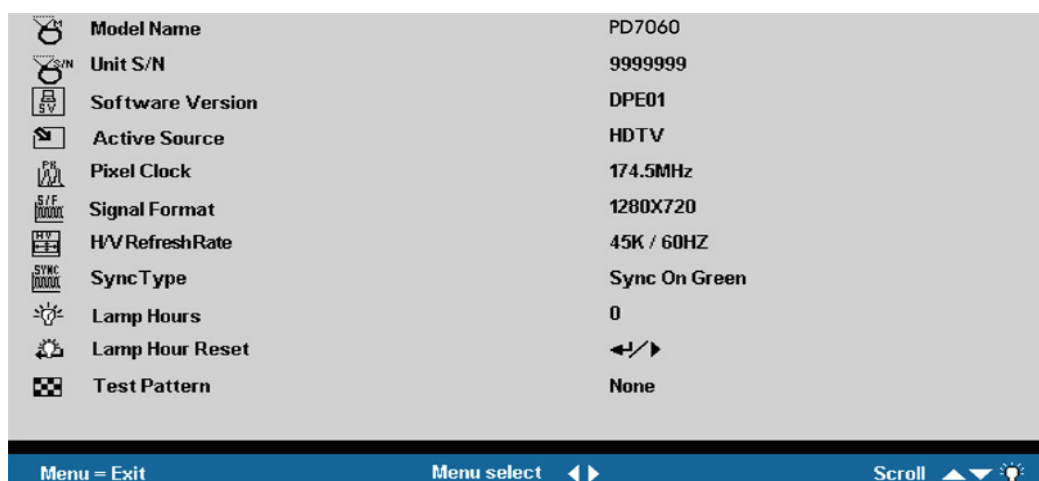 Model Name PD7060
Unit S/N 9999999
Software Version DPE01
Active Source HDTV
Pixel Clock 174.5MHz
Signal Format 1280X720
H/V RefreshRate 45K / 60HZ
SyncType Sync On Green
Lamp Hours 0
Lamp Hour Reset
Test Pattern None
Menu = Exit Menu select Scroll